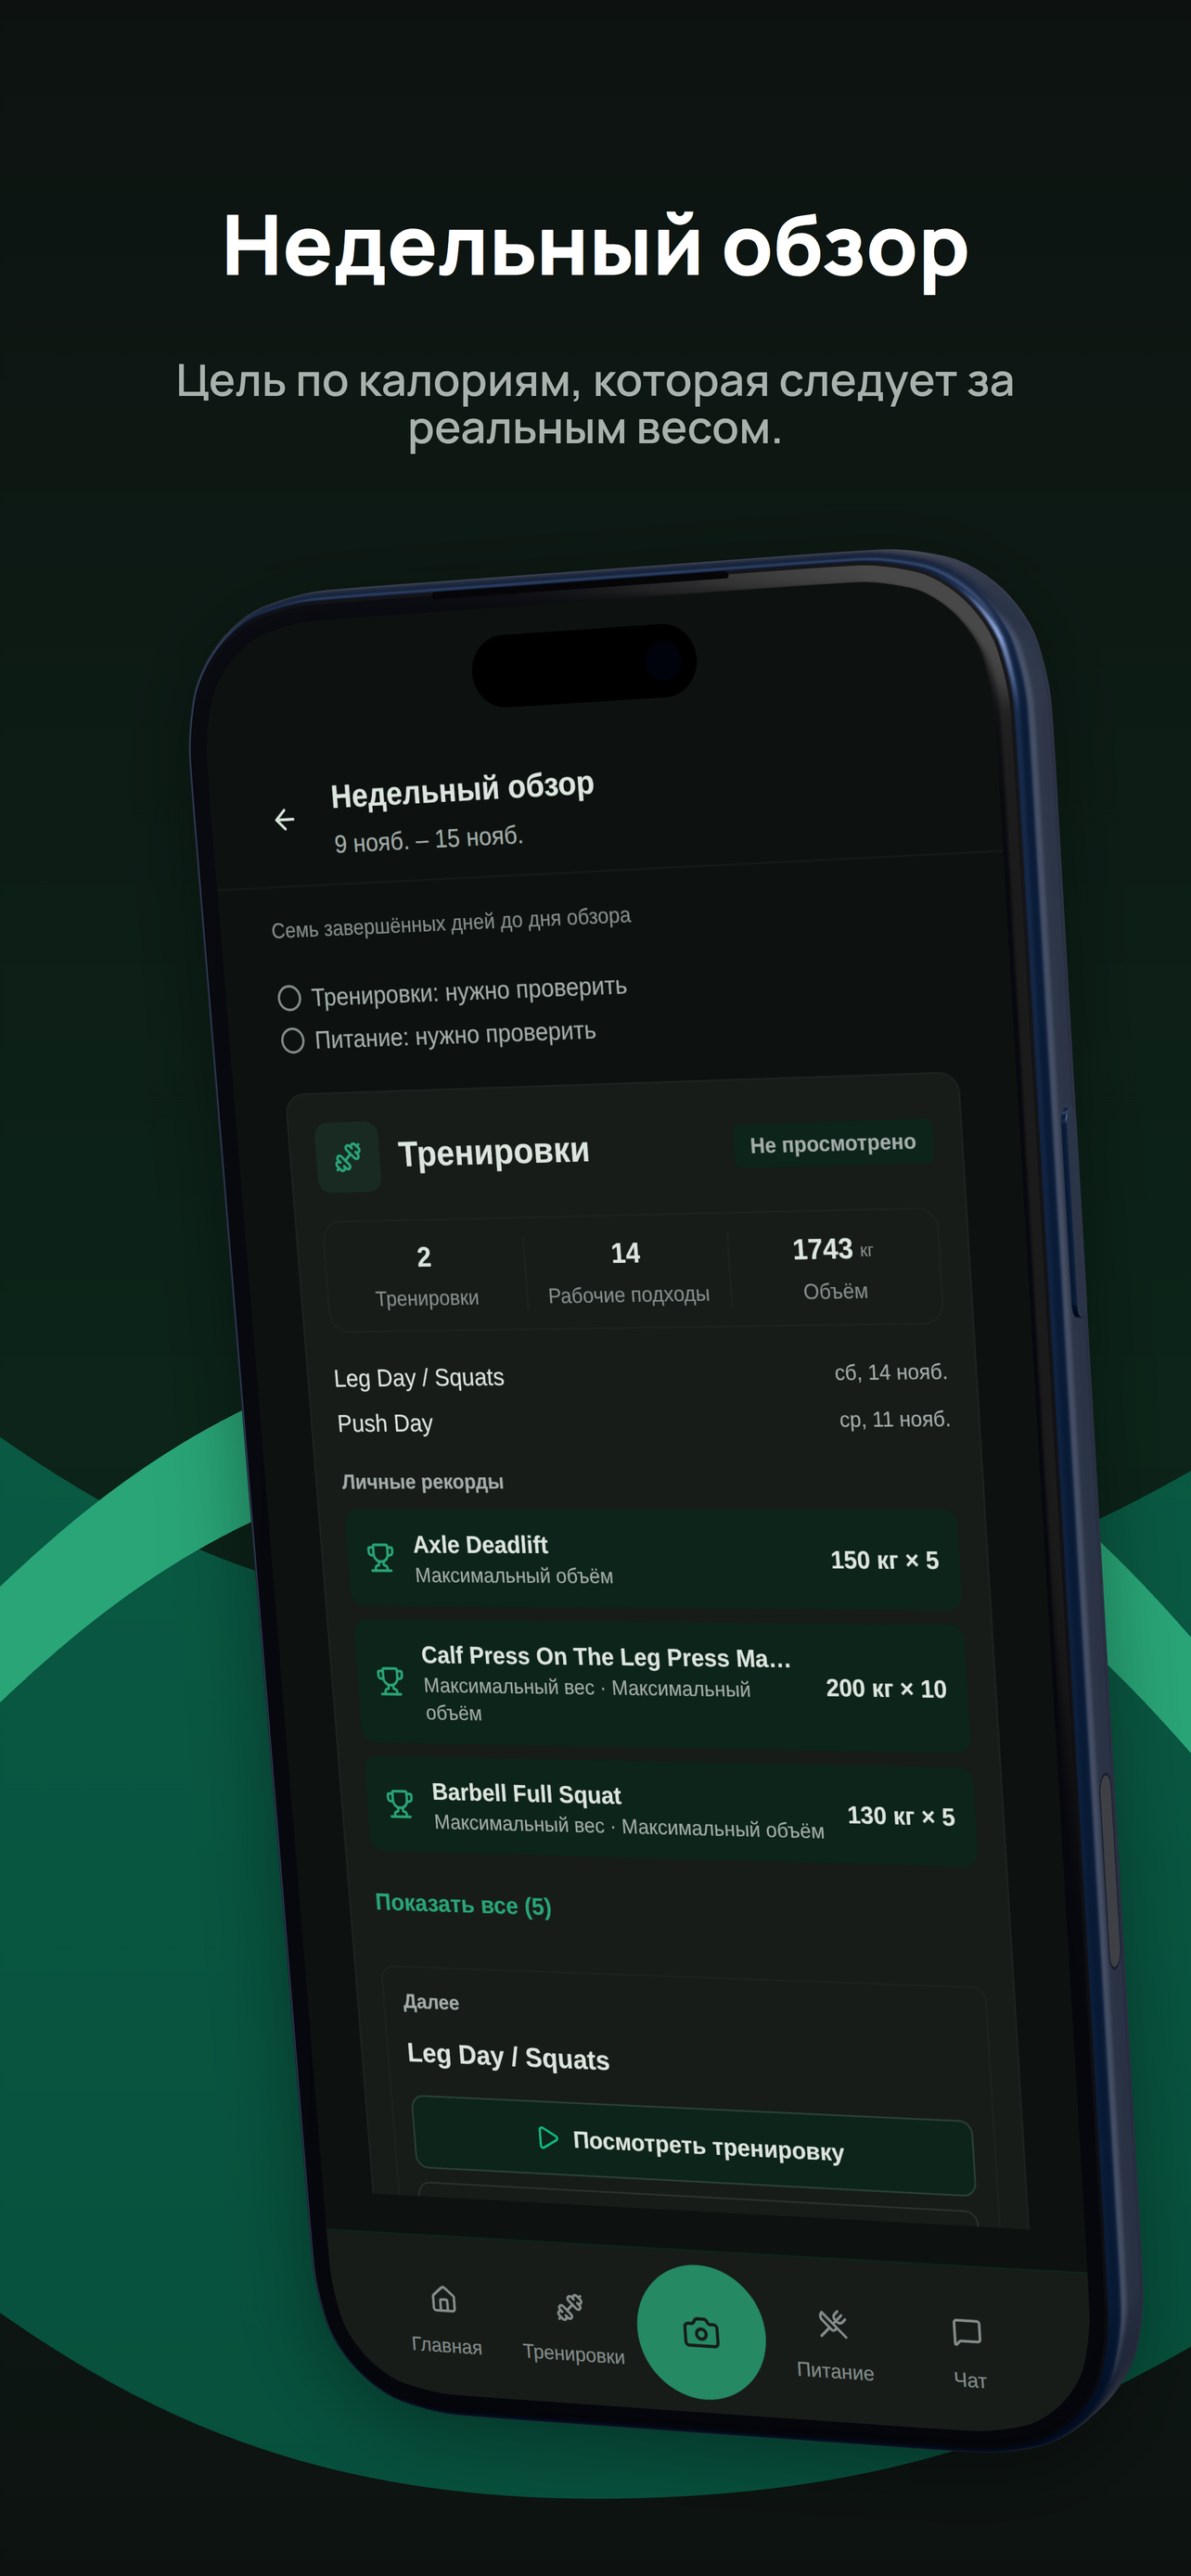 Недельный обзор
Цель по калориям, которая следует за
реальным весом.
Недельный обзор
9 нояб. – 15 нояб.
Семь завершённых дней до дня обзора
Тренировки: нужно проверить
Питание: нужно проверить
Тренировки
Не просмотрено
2
14
1743 кг
Тренировки
Рабочие подходы
Объём
Leg Day / Squats
сб, 14 нояб.
Push Day
ср, 11 нояб.
Личные рекорды
Axle Deadlift
Максимальный объём
150 кг × 5
Calf Press On The Leg Press Ma…
Максимальный вес · Максимальный
объём
200 кг × 10
Barbell Full Squat
Максимальный вес · Максимальный объём
130 кг × 5
Показать все (5)
Далее
Leg Day / Squats
Посмотреть тренировку
Главная
Тренировки
Питание
Чат